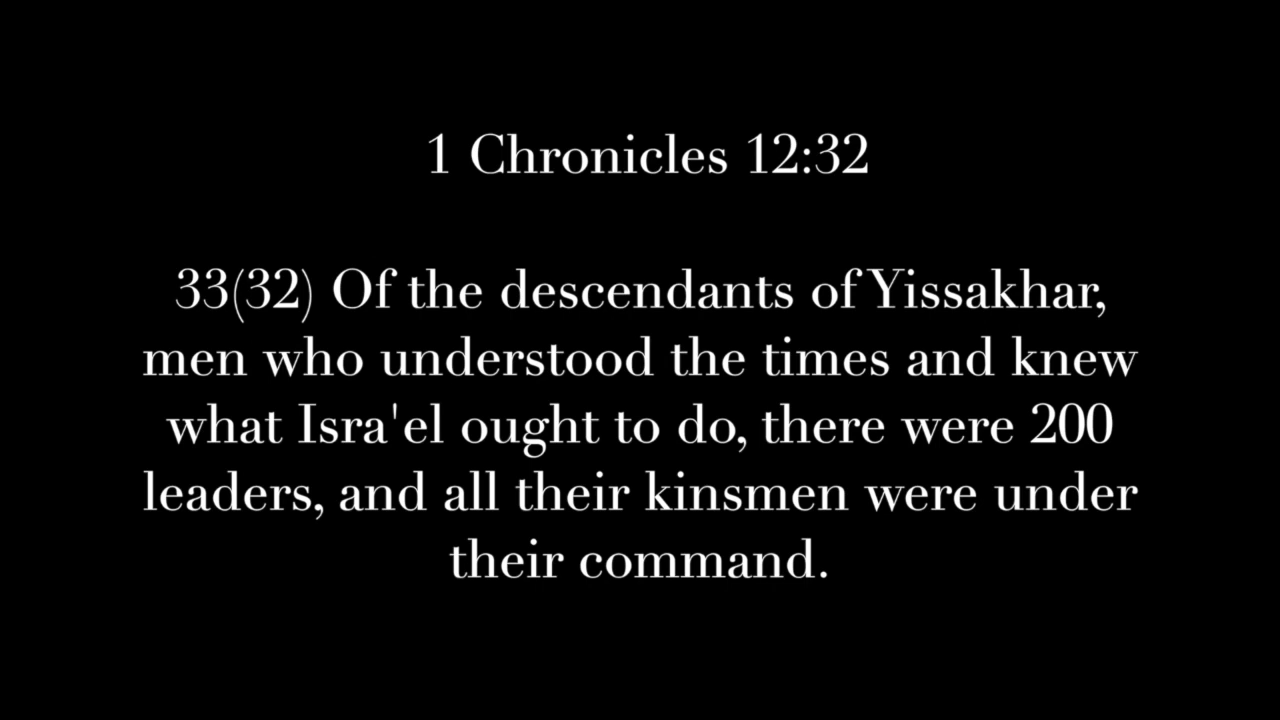 1 Chronicles 12:32
33(32) Of the descendants of Yissakhar,
men who understood the times and knew
what Isra'el ought to do, there were 200
leaders, and all their kinsmen were under
their command.